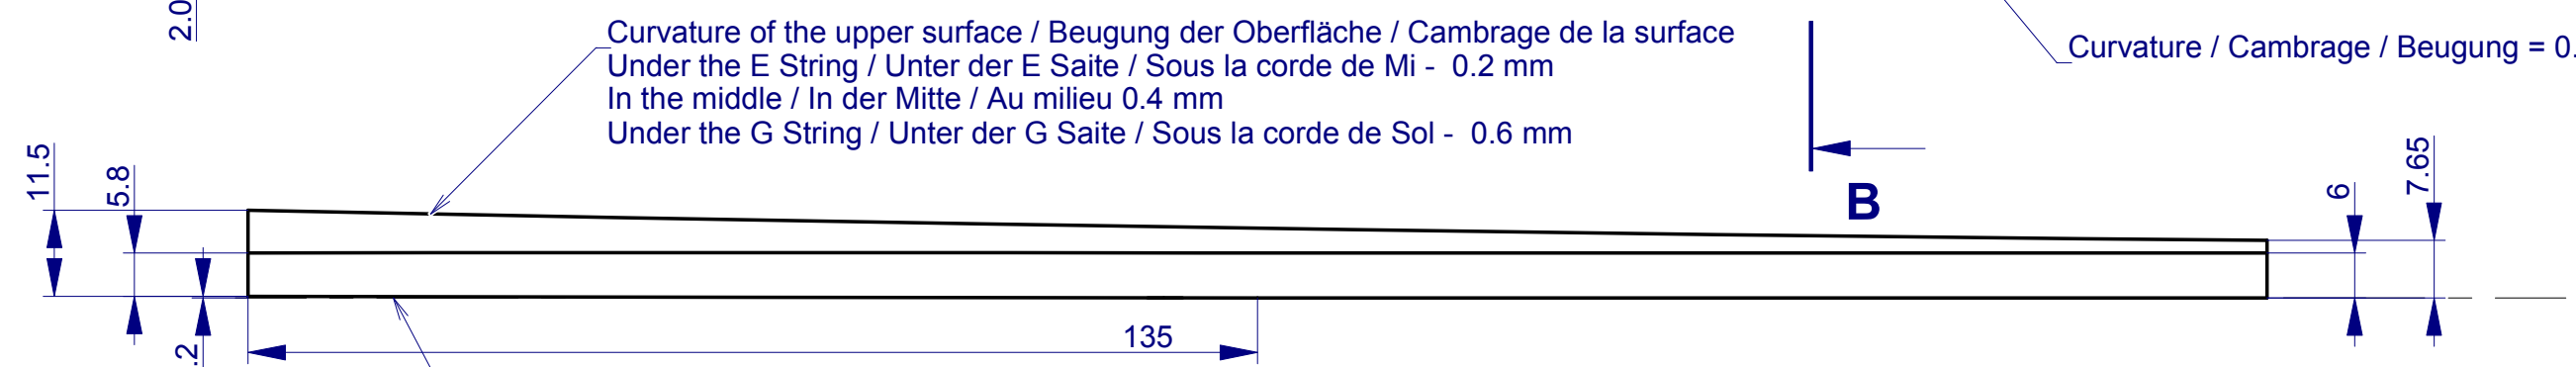 2.0
Curvature of the upper surface / Beugung der Oberfläche / Cambrage de la surface
Under the E String / Unter der E Saite / Sous la corde de Mi -  0.2 mm
In the middle / In der Mitte / Au milieu 0.4 mm
Under the G String / Unter der G Saite / Sous la corde de Sol -  0.6 mm
Curvature / Cambrage / Beugung = 0.
11.5
5.8
B
6
7.65
.2
135